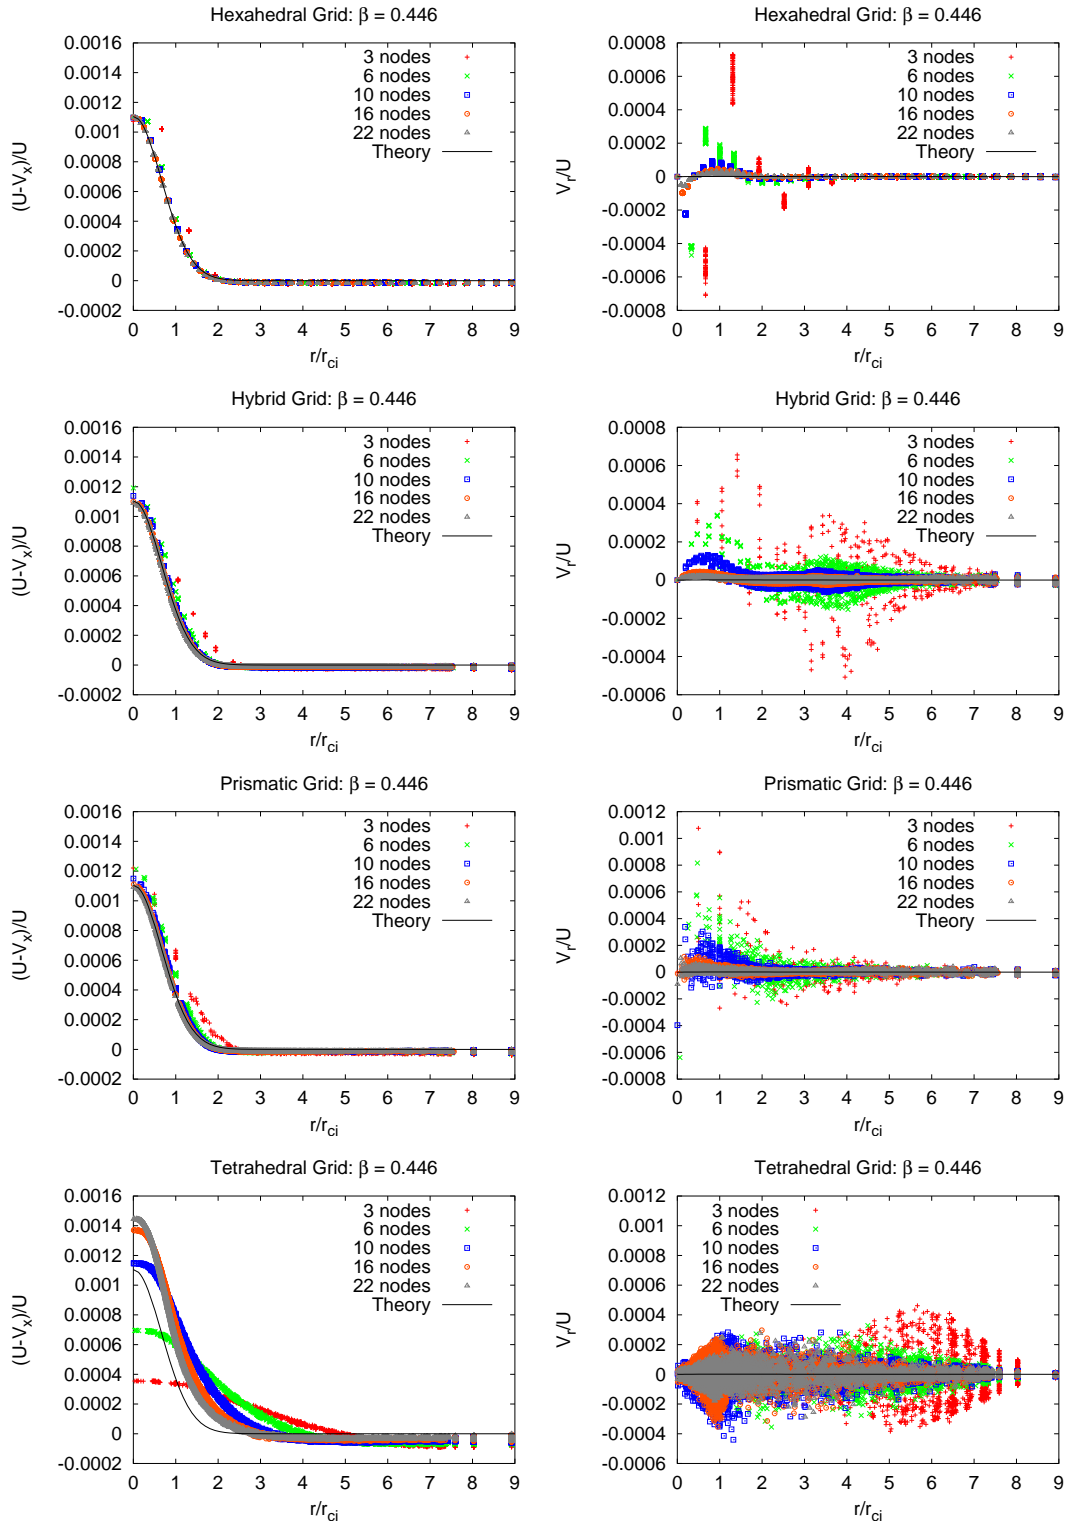 Hexahedral Grid: β = 0.446
(U-Vx)/U
0.0016
0.0014
0.0012
0.001
0.0008
0.0006
0.0004
0.0002
0
-0.0002
0 1 2 3 4 5 6 7 8 9
r/rci
3 nodes
6 nodes
10 nodes
16 nodes
22 nodes
Theory
Hexahedral Grid: β = 0.446
Vr/U
0.0008
0.0006
0.0004
0.0002
0
-0.0002
-0.0004
-0.0006
-0.0008
0 1 2 3 4 5 6 7 8 9
r/rci
3 nodes
6 nodes
10 nodes
16 nodes
22 nodes
Theory
Hybrid Grid: β = 0.446
(U-Vx)/U
0.0016
0.0014
0.0012
0.001
0.0008
0.0006
0.0004
0.0002
0
-0.0002
0 1 2 3 4 5 6 7 8 9
r/rci
3 nodes
6 nodes
10 nodes
16 nodes
22 nodes
Theory
Hybrid Grid: β = 0.446
Vr/U
0.0008
0.0006
0.0004
0.0002
0
-0.0002
-0.0004
-0.0006
0 1 2 3 4 5 6 7 8 9
r/rci
3 nodes
6 nodes
10 nodes
16 nodes
22 nodes
Theory
Prismatic Grid: β = 0.446
(U-Vx)/U
0.0016
0.0014
0.0012
0.001
0.0008
0.0006
0.0004
0.0002
0
-0.0002
0 1 2 3 4 5 6 7 8 9
r/rci
3 nodes
6 nodes
10 nodes
16 nodes
22 nodes
Theory
Prismatic Grid: β = 0.446
Vr/U
0.0012
0.001
0.0008
0.0006
0.0004
0.0002
0
-0.0002
-0.0004
-0.0006
-0.0008
0 1 2 3 4 5 6 7 8 9
r/rci
3 nodes
6 nodes
10 nodes
16 nodes
22 nodes
Theory
Tetrahedral Grid: β = 0.446
(U-Vx)/U
0.0016
0.0014
0.0012
0.001
0.0008
0.0006
0.0004
0.0002
0
-0.0002
0 1 2 3 4 5 6 7 8 9
r/rci
3 nodes
6 nodes
10 nodes
16 nodes
22 nodes
Theory
Tetrahedral Grid: β = 0.446
Vr/U
0.0012
0.001
0.0008
0.0006
0.0004
0.0002
0
-0.0002
-0.0004
-0.0006
0 1 2 3 4 5 6 7 8 9
r/rci
3 nodes
6 nodes
10 nodes
16 nodes
22 nodes
Theory